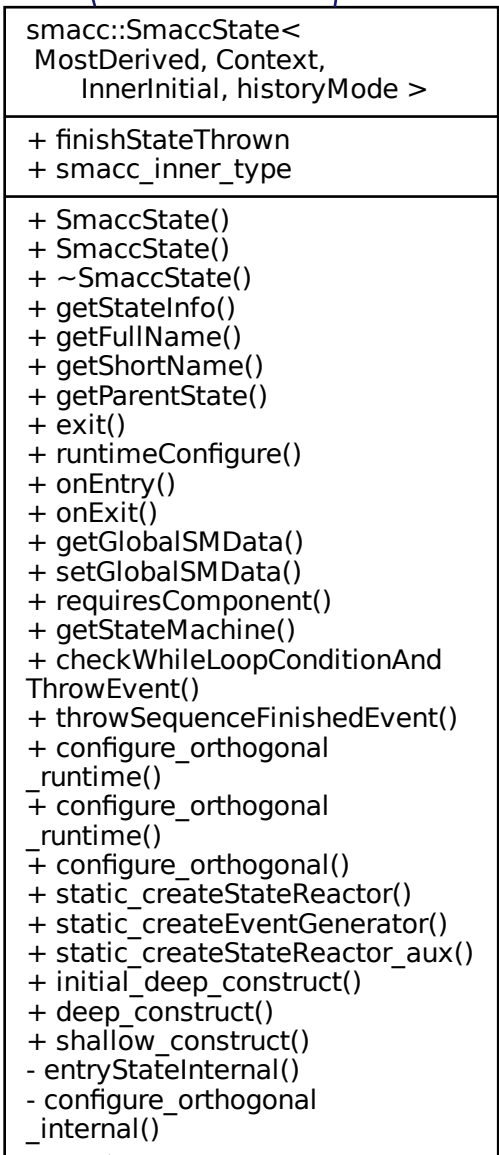 smacc::SmaccState<
MostDerived, Context,
InnerInitial, historyMode >
+ finishStateThrown
+ smacc_inner_type
+ SmaccState()
+ SmaccState()
+ ~SmaccState()
+ getStateInfo()
+ getFullName()
+ getShortName()
+ getParentState()
+ exit()
+ runtimeConfigure()
+ onEntry()
+ onExit()
+ getGlobalSMData()
+ setGlobalSMData()
+ requiresComponent()
+ getStateMachine()
+ checkWhileLoopConditionAnd
ThrowEvent()
+ throwSequenceFinishedEvent()
+ configure_orthogonal
_runtime()
+ configure_orthogonal
_runtime()
+ configure_orthogonal()
+ static_createStateReactor()
+ static_createEventGenerator()
+ static_createStateReactor_aux()
+ initial_deep_construct()
+ deep_construct()
+ shallow_construct()
- entryStateInternal()
- configure_orthogonal
_internal()